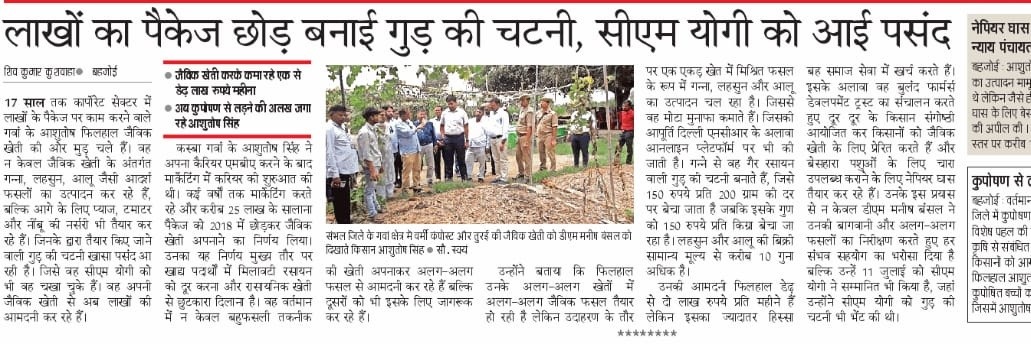 लाखों का पैकेज छोड़ बनाई गुड़ की चटनी, सीएम योगी को आई पसंद
शिव कुमार कुशवाहा ● बहजोई
17 साल तक कार्पोरेट सेक्टर में
लाखों के पैकेज पर काम करने वाले
गवां के आशुतोष फिलहाल जैविक
खेती की और मुड़ चले हैं। वह
न केवल जैविक खेती के अंतर्गत
गन्ना, लहसुन, आलू जैसी आदर्श
फसलों का उत्पादन कर रहे हैं,
बल्कि आगे के लिए प्याज, टमाटर
और नींबू की नर्सरी भी तैयार कर
रहे हैं। जिनके द्वारा तैयार किए जाने
वाली गुड़ की चटनी खासा पसंद आ
रही है। जिसे वह सीएम योगी को
भी वह चखा चुके हैं। वह अपनी
जैविक खेती से अब लाखों की
आमदनी कर रहे हैं।
● जैविक खेती करके कमा रहे एक से
डेढ़ लाख रुपये महीना
● अब कुपोषण से लड़ने की अलख जगा
रहे आशुतोष सिंह
कस्बा गवां के आशुतोष सिंह ने
अपना कैरियर एमबीए करने के बाद
मार्केटिंग में करियर की शुरुआत की
थी। कई वर्षों तक मार्केटिंग करते
रहे और करीब 25 लाख के सालाना
पैकेज को 2018 में छोड़कर जैविक
खेती अपनाने का निर्णय लिया।
उनका यह निर्णय मुख्य तौर पर
खाद्य पदार्थों में मिलावटी रसायन
को दूर करना और रासायनिक खेती
से छुटकारा दिलाना है। वह वर्तमान
में न केवल बहुफसली तकनीक
संभल जिले के गवां क्षेत्र मे वर्मी कंपोस्ट और तुरई की जैविक खेती को डीएम मनीष बंसल को
दिखाते किसान आशुतोष सिंह ● सौ. स्वयं
की खेती अपनाकर अलग-अलग
फसल से आमदनी कर रहे हैं बल्कि
दूसरों को भी इसके लिए जागरूक
कर रहे हैं।
उन्होंने बताया कि फिलहाल
उनके अलग-अलग खेतों में
अलग-अलग जैविक फसल तैयार
हो रही है लेकिन उदाहरण के तौर
पर एक एकड़ खेत में मिश्रित फसल
के रूप में गन्ना, लहसुन और आलू
का उत्पादन चल रहा है। जिससे
वह मोटा मुनाफा कमाते हैं। जिसकी
आपूर्ति दिल्ली एनसीआर के अलावा
आनलाइन प्लेटफॉर्म पर भी की
जाती है। गन्ने से वह गैर रसायन
वाली गुड़ की चटनी बनाते हैं, जिसे
150 रुपये प्रति 200 ग्राम की दर
पर बेचा जाता है जबकि इसके गुण
को 150 रुपये प्रति किग्रा बेचा जा
रहा है। लहसुन और आलू की बिक्री
सामान्य मूल्य से करीब 10 गुना
अधिक है।
उनकी आमदनी फिलहाल डेढ़
से दो लाख रुपये प्रति महीने हैं
लेकिन इसका ज्यादातर हिस्सा
बह समाज सेवा में खर्च करते हैं।
इसके अलावा वह बुलंद फार्मर्स
डेवलपमेंट ट्रस्ट का संचालन करते
हुए दूर दूर के किसान संगोष्ठी
आयोजित कर किसानों को जैविक
खेती के लिए प्रेरित करते हैं और
बेसहारा पशुओं के लिए चारा
उपलब्ध कराने के लिए नेपियर घास
तैयार कर रहे हैं। उनके इस प्रयास
से न केवल डीएम मनीष बंसल ने
उनकी बागवानी और अलग-अलग
फसलों का निरीक्षण करते हुए हर
संभव सहयोग का भरोसा दिया है
बल्कि उन्हें 11 जुलाई को सीएम
योगी ने सम्मानित भी किया है, जहां
उन्होंने सीएम योगी को गुड़ की
चटनी भी भेंट की थी।
********
नेपियर घास
न्याय पंचायत
बहजोई : आशुतो
का उत्पादन मामू
थे लेकिन जैसे ही
घास के लिए बेस
की अपील की।
स्तर पर करीब
कुपोषण से ल
बहजोई : वर्तमान
जिले में कुपोषण
विशेष पहल की
कृषि से संबंधित
किसानों को आग
फिलहाल आशुतो
कुपोषित बच्चों क
जिसमें आशुतोष